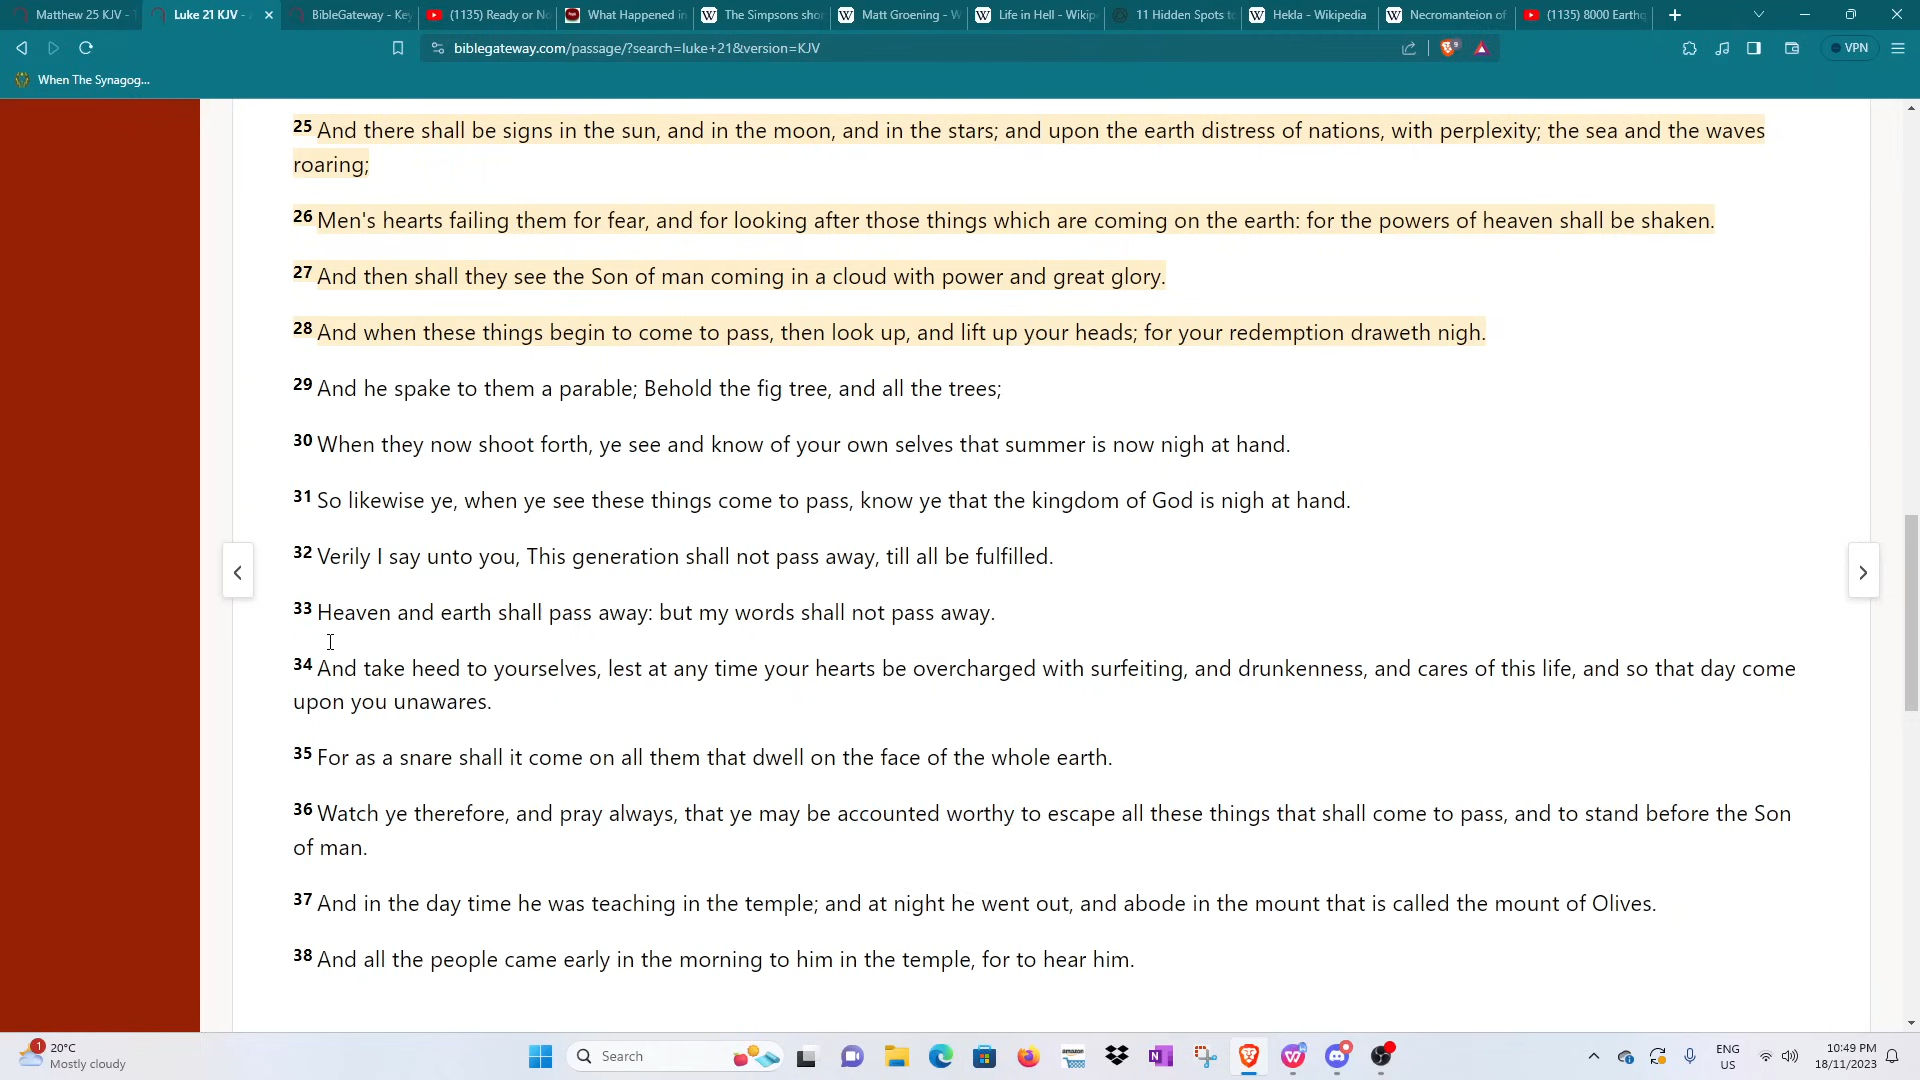 Matthew 25 KJV - T
Luke 21 KJV -
BibleGateway - Key
(1135) Ready or No
What Happened in
The Simpsons sho
Matt Groening - W
Life in Hell - Wikip
11 Hidden Spots to
Hekla - Wikipedia
Necromanteion of
(1135) 8000 Earthq
biblegateway.com/passage/?search=luke+21&version=KJV
9
VPN
When The Synagog...
25 And there shall be signs in the sun, and in the moon, and in the stars; and upon the earth distress of nations, with perplexity; the sea and the waves
roaring;
26 Men's hearts failing them for fear, and for looking after those things which are coming on the earth: for the powers of heaven shall be shaken.
27 And then shall they see the Son of man coming in a cloud with power and great glory.
28 And when these things begin to come to pass, then look up, and lift up your heads; for your redemption draweth nigh.
29 And he spake to them a parable; Behold the fig tree, and all the trees;
30 When they now shoot forth, ye see and know of your own selves that summer is now nigh at hand.
31 So likewise ye, when ye see these things come to pass, know ye that the kingdom of God is nigh at hand.
32 Verily I say unto you, This generation shall not pass away, till all be fulfilled.
33 Heaven and earth shall pass away: but my words shall not pass away.
34 And take heed to yourselves, lest at any time your hearts be overcharged with surfeiting, and drunkenness, and cares of this life, and so that day come
upon you unawares.
35 For as a snare shall it come on all them that dwell on the face of the whole earth.
36 Watch ye therefore, and pray always, that ye may be accounted worthy to escape all these things that shall come to pass, and to stand before the Son
of man.
37 And in the day time he was teaching in the temple; and at night he went out, and abode in the mount that is called the mount of Olives.
38 And all the people came early in the morning to him in the temple, for to hear him.
1
20°C
Mostly cloudy
Search
amazon
ENG
US
10:49 PM
18/11/2023